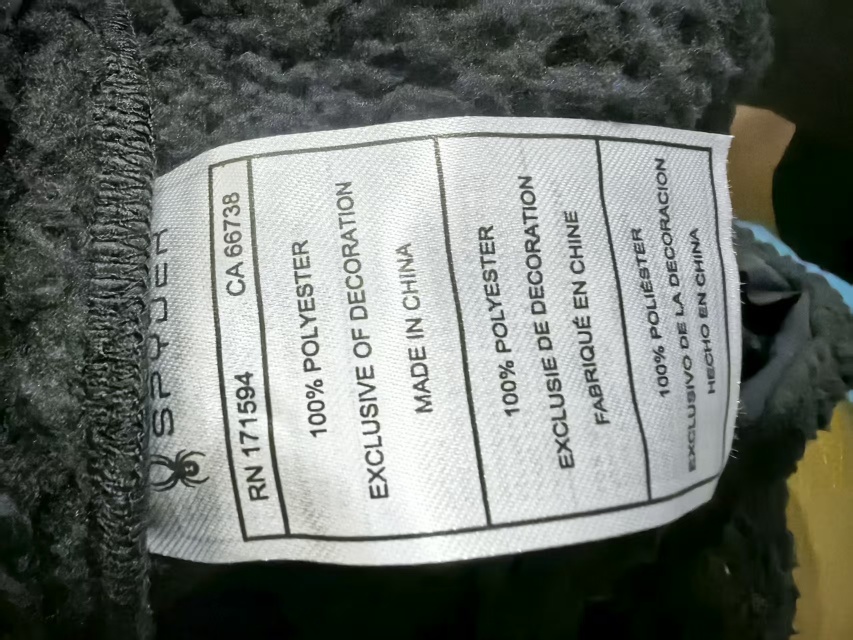 SPYDER
RN 171594 CA 66738
100% POLYESTER
EXCLUSIVE OF DECORATION
MADE IN CHINA
100% POLYESTER
EXCLUSIE DE DECORATION
FABRIQUÉ EN CHINE
100% POLIÉSTER
EXCLUSIVO DE LA DECORACION
HECHO EN CHINA